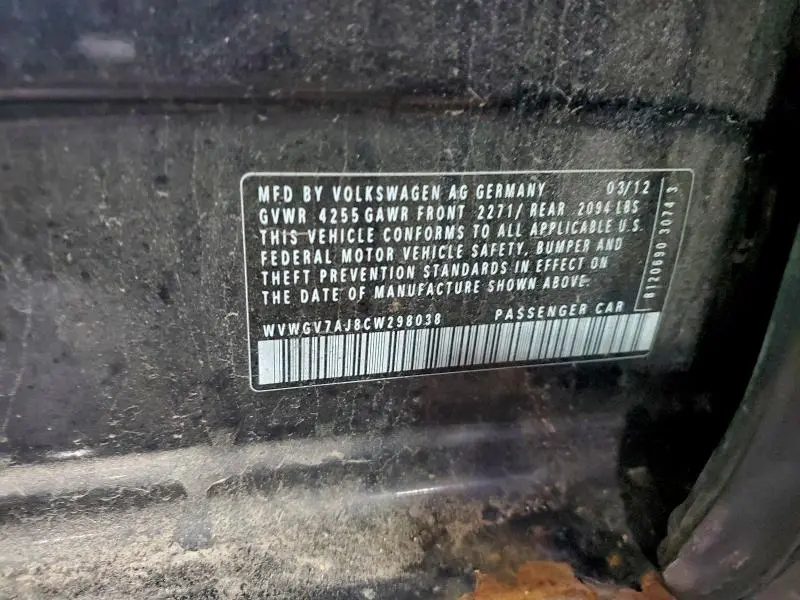 MFD BY VOLKSWAGEN AG GERMANY 03/12
GVWR 4255 GAWR FRONT 2271/ REAR 2094 LBS
THIS VEHICLE CONFORMS TO ALL APPLICABLE U.S.
FEDERAL MOTOR VEHICLE SAFETY, BUMPER AND
THEFT PREVENTION STANDARDS IN EFFECT ON
THE DATE OF MANUFACTURE SHOWN ABOVE.
WVWGV7AJ8CW298038 PASSENGER CAR
8120690 3074 3